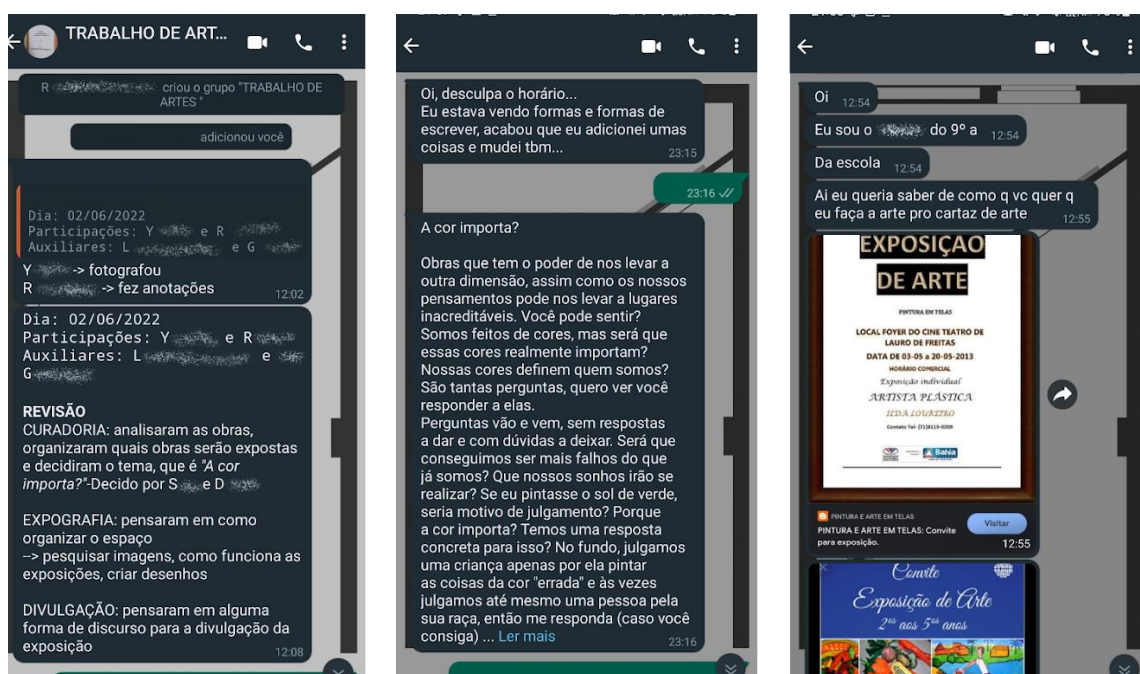 TRABALHO DE ART...
R criou o grupo "TRABALHO DE
ARTES "
adicionou você
Dia: 02/06/2022
Participações: Y e R
Auxiliares: L e G
Y -> fotografou
R -> fez anotações 12:02
Dia: 02/06/2022
Participações: Y e R
Auxiliares: L e
G
REVISÃO
CURADORIA: analisaram as obras,
organizaram quais obras serão expostas
e decidiram o tema, que é "A cor
importa?"-Decido por S e D
EXPOGRAFIA: pensaram em como
organizar o espaço
--> pesquisar imagens, como funciona as
exposições, criar desenhos
DIVULGAÇÃO: pensaram em alguma
forma de discurso para a divulgação da
exposição 12:08
Oi, desculpa o horário...
Eu estava vendo formas e formas de
escrever, acabou que eu adicionei umas
coisas e mudei tbm... 23:15
23:16
A cor importa?
Obras que tem o poder de nos levar a
outra dimensão, assim como os nossos
pensamentos pode nos levar a lugares
inacreditáveis. Você pode sentir?
Somos feitos de cores, mas será que
essas cores realmente importam?
Nossas cores definem quem somos?
São tantas perguntas, quero ver você
responder a elas.
Perguntas vão e vem, sem respostas
a dar e com dúvidas a deixar. Será que
conseguimos ser mais falhos do que
já somos? Que nossos sonhos irão se
realizar? Se eu pintasse o sol de verde,
seria motivo de julgamento? Porque
a cor importa? Temos uma resposta
concreta para isso? No fundo, julgamos
uma criança apenas por ela pintar
as coisas da cor "errada" e às vezes
julgamos até mesmo uma pessoa pela
sua raça, então me responda (caso você
consiga) ... Ler mais 23:16
Oi 12:54
Eu sou o do 9º a 12:54
Da escola 12:54
Ai eu queria saber de como q vc quer q
eu faça a arte pro cartaz de arte 12:55
EXPOSIÇÃO
DE ARTE
PINTURA EM TELAS
LOCAL FOYER DO CINE TEATRO DE
LAURO DE FREITAS
DATA DE 03-05 a 20-05-2013
HORÁRIO COMERCIAL
Exposição individual
ARTISTA PLÁSTICA
ILDA LOUREIRO
Contato Tel- (71)8119-0209
Bahia
PINTURA E ARTE EM TELAS
PINTURA E ARTE EM TELAS: Convite
para exposição.
Visitar
12:55
Convite
Exposição de Arte
2ºs aos 5ºs anos